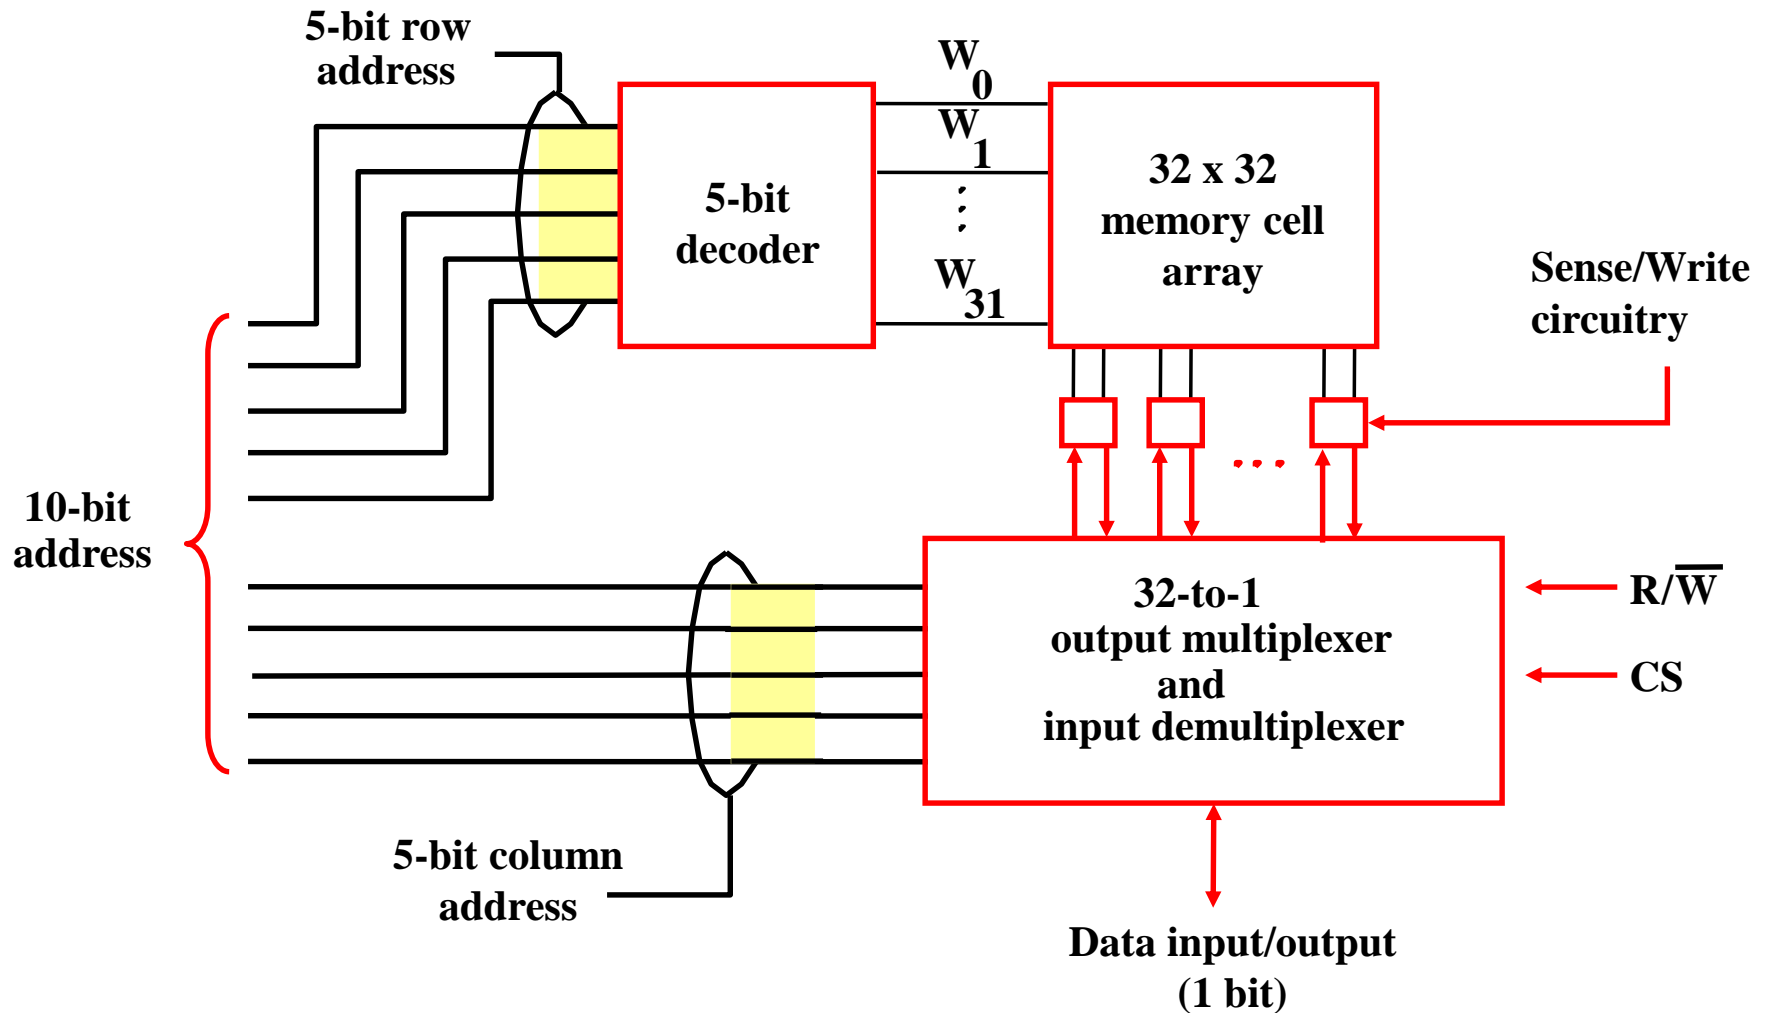 5-bit row
address
W
0
W
1
W
31
5-bit
decoder
32 x 32
memory cell
array
Sense/Write
circuitry
10-bit
address
32-to-1
output multiplexer
and
input demultiplexer
R/W̅
CS
5-bit column
address
Data input/output
(1 bit)